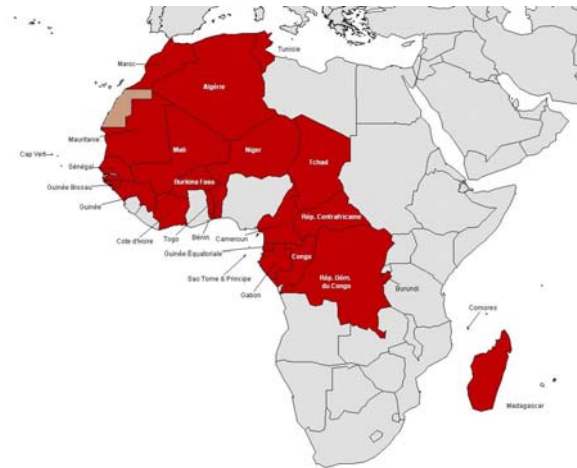 Tunisie
Maroc
Algérie
Mauritanie
Mali
Niger
Tchad
Cap Vert
Sénégal
Burkina Faso
Guinée Bissau
Guinée
Rép. Centrafricaine
Cote d'Ivoire
Togo
Bénin
Cameroun
Guinée Équatoriale
Congo
Sao Tome & Principe
Gabon
Rép. Dém.
du Congo
Burundi
Comores
Madagascar